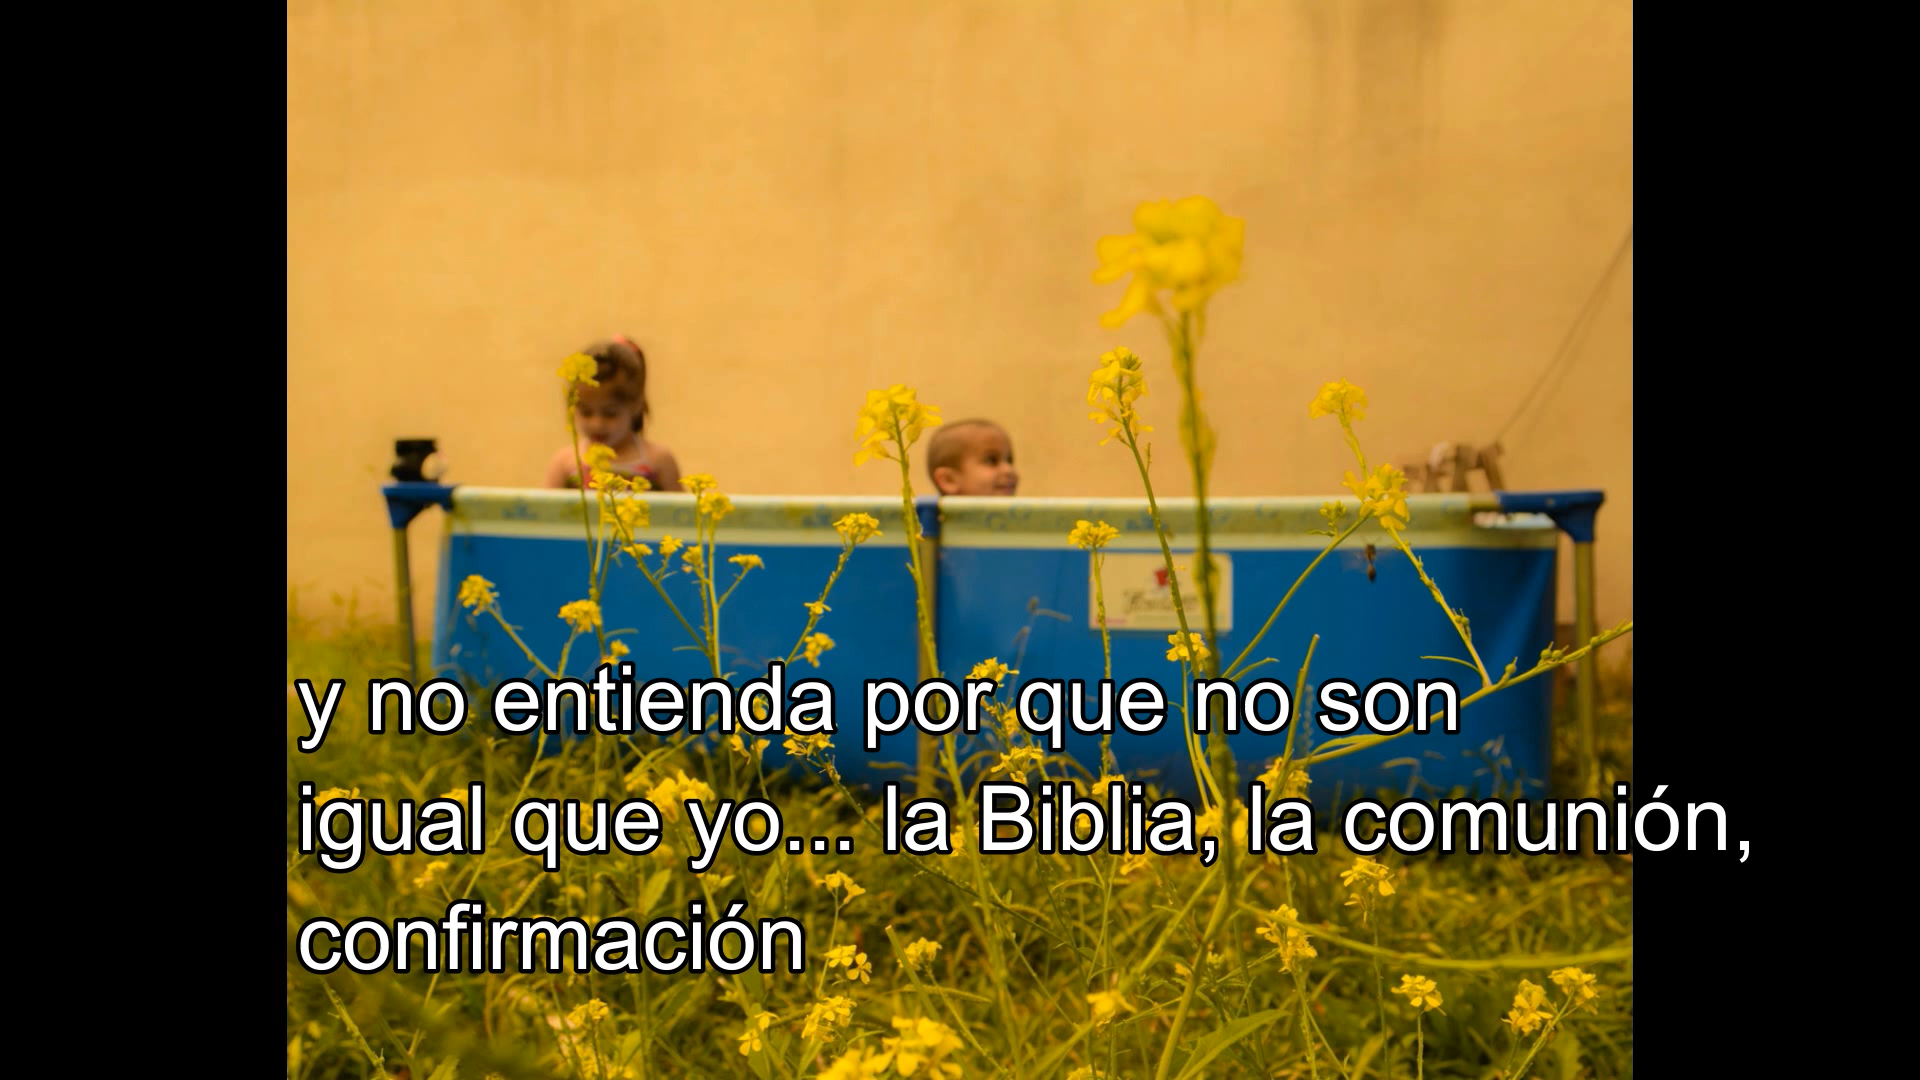 y no entienda por que no son
igual que yo... la Biblia, la comunión,
confirmación